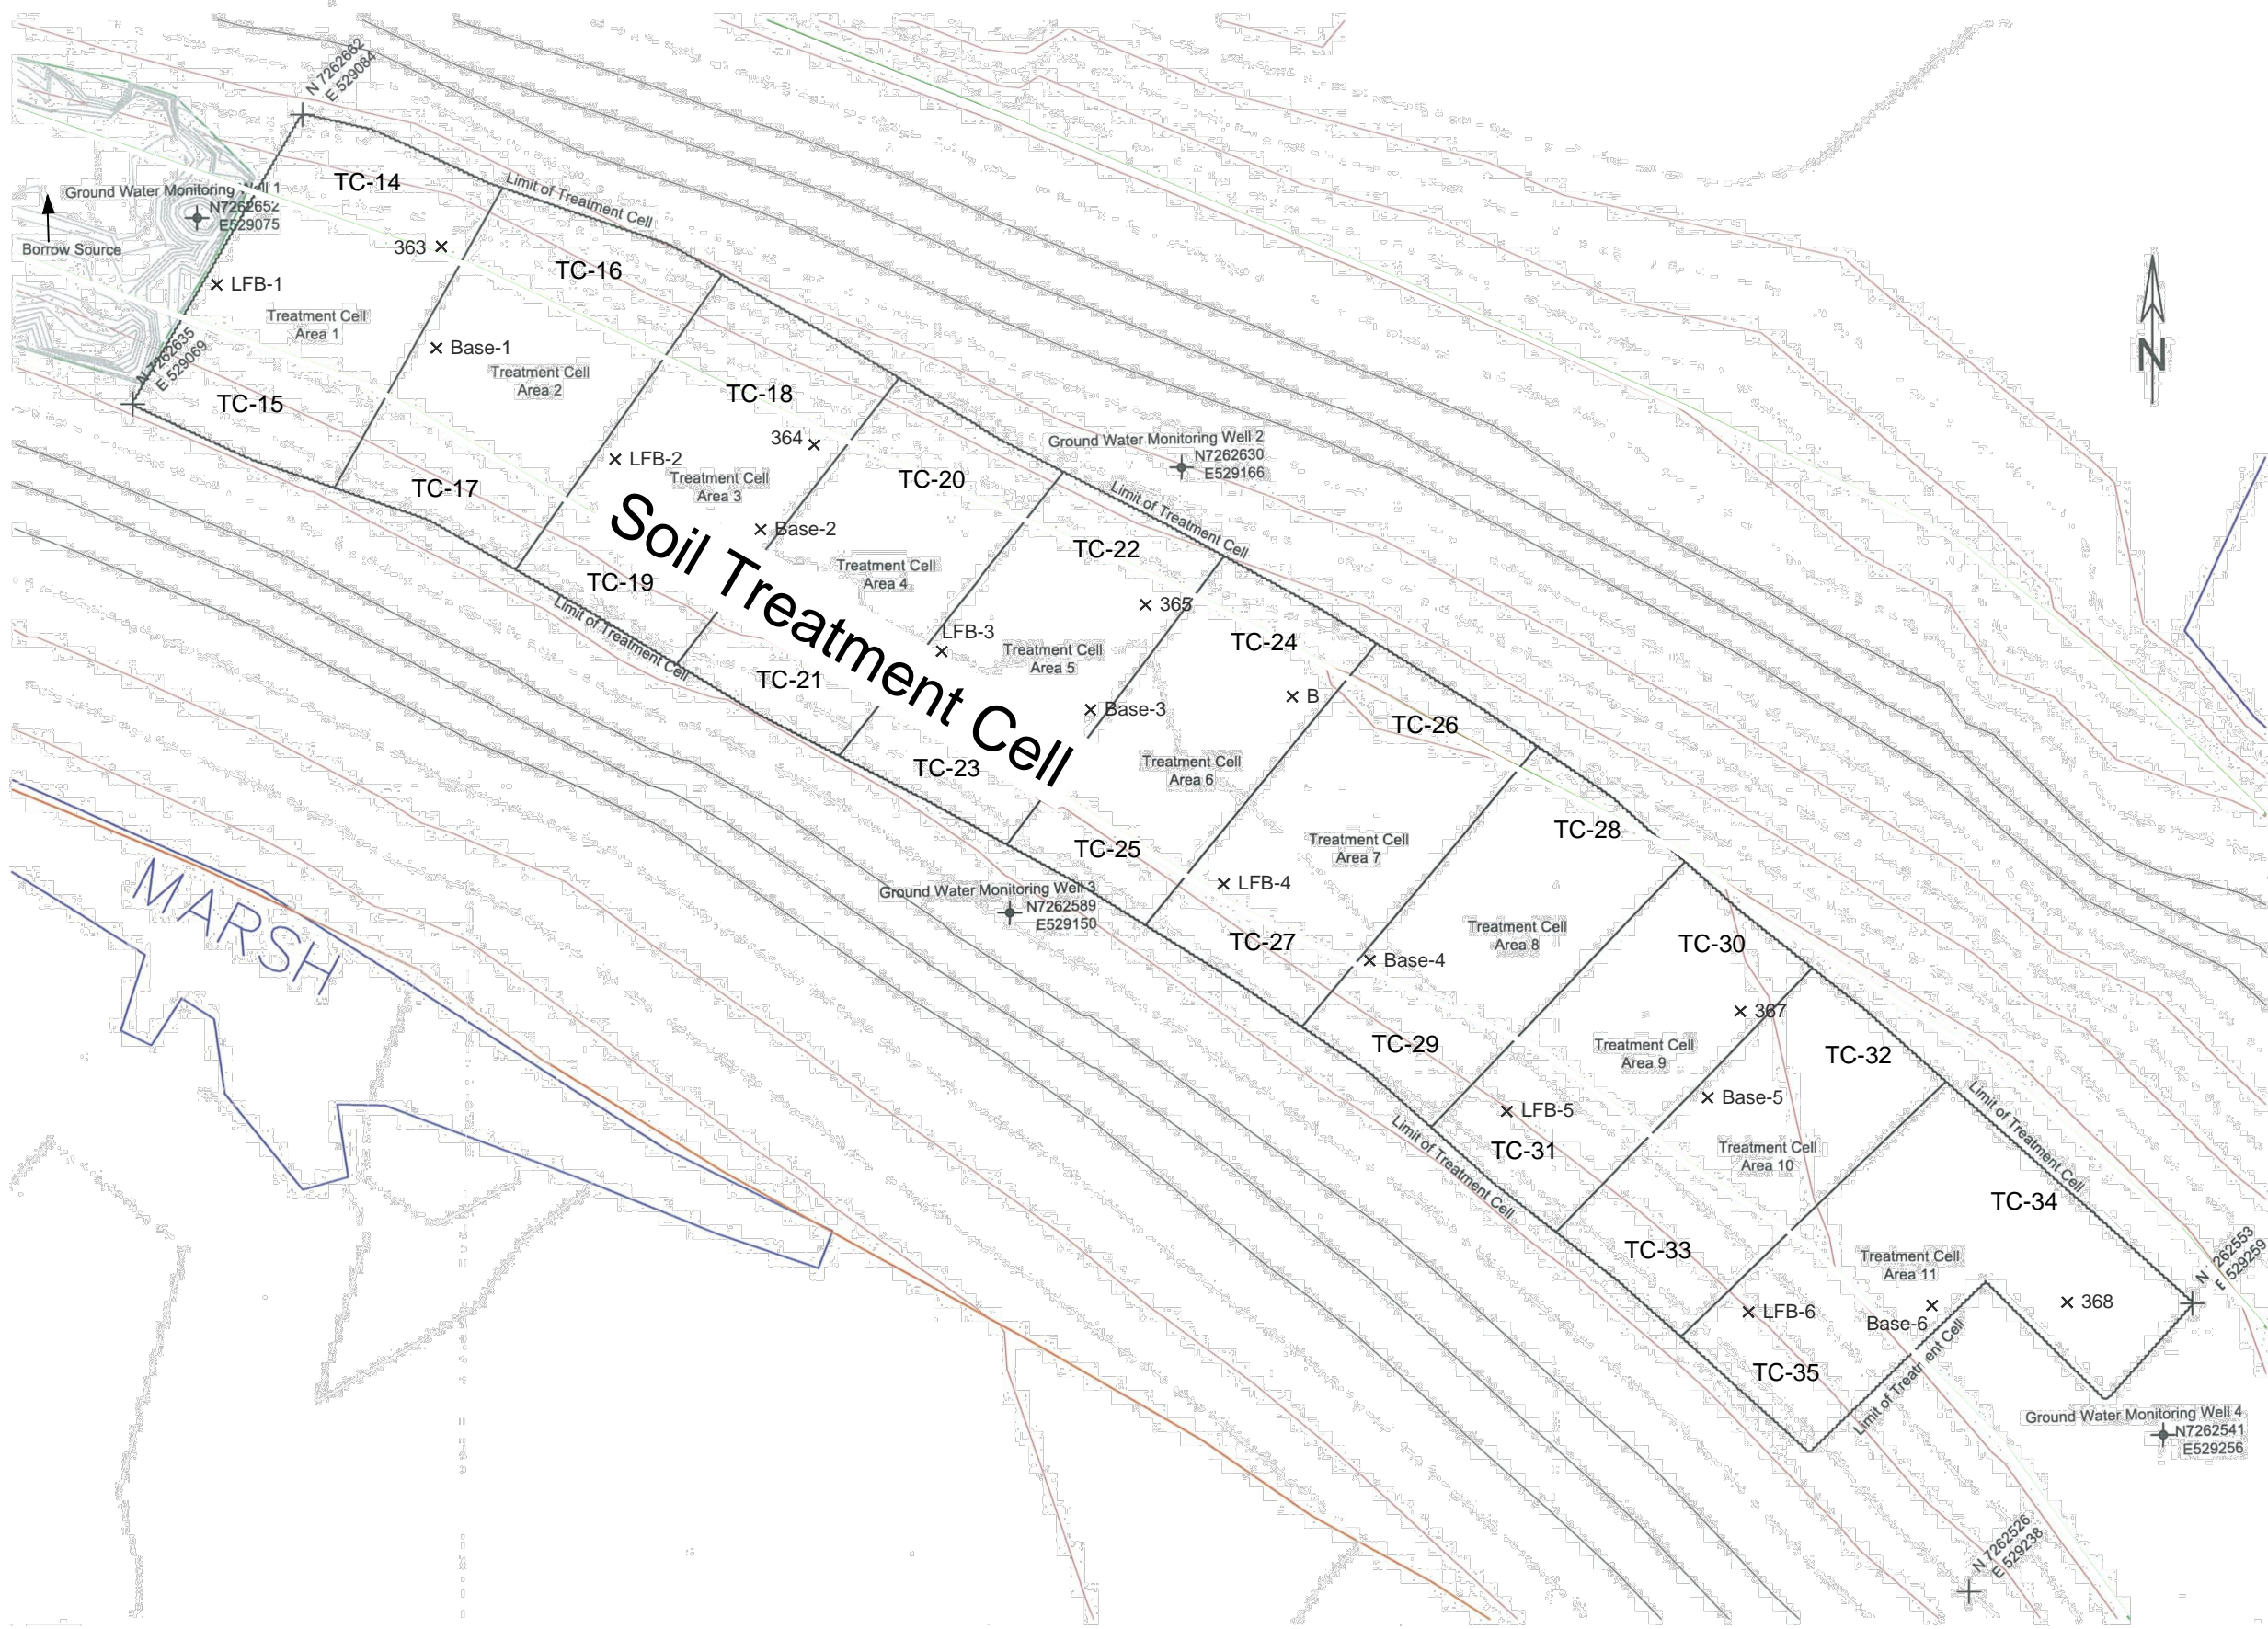 N 7262662
E 529084
TC-14
Limit of Treatment Cell
Ground Water Monitoring Well 1
N7262652
E529075
Borrow Source
363
TC-16
LFB-1
Treatment Cell
Area 1
Base-1
N 7262635
E 529069
Treatment Cell
Area 2
TC-15
TC-18
N
364
Ground Water Monitoring Well 2
N7262630
E529166
LFB-2
TC-17
Treatment Cell
Area 3
TC-20
Limit of Treatment Cell
Base-2
Soil Treatment Cell
TC-22
TC-19
Treatment Cell
Area 4
365
Limit of Treatment Cell
LFB-3
TC-24
Treatment Cell
Area 5
TC-21
B
Base-3
TC-26
TC-23
Treatment Cell
Area 6
TC-28
TC-25
Treatment Cell
Area 7
LFB-4
Ground Water Monitoring Well 3
N7262589
E529150
MARSH
TC-27
Treatment Cell
Area 8
TC-30
Base-4
367
TC-29
Treatment Cell
Area 9
TC-32
Base-5
LFB-5
Limit of Treatment Cell
TC-31
Limit of Treatment Cell
Treatment Cell
Area 10
TC-34
TC-33
Treatment Cell
Area 11
E 529259
368
LFB-6
Base-6
TC-35
Limit of Treatment Cell
Ground Water Monitoring Well 4
N7262541
E529256
N 7262526
E 529238